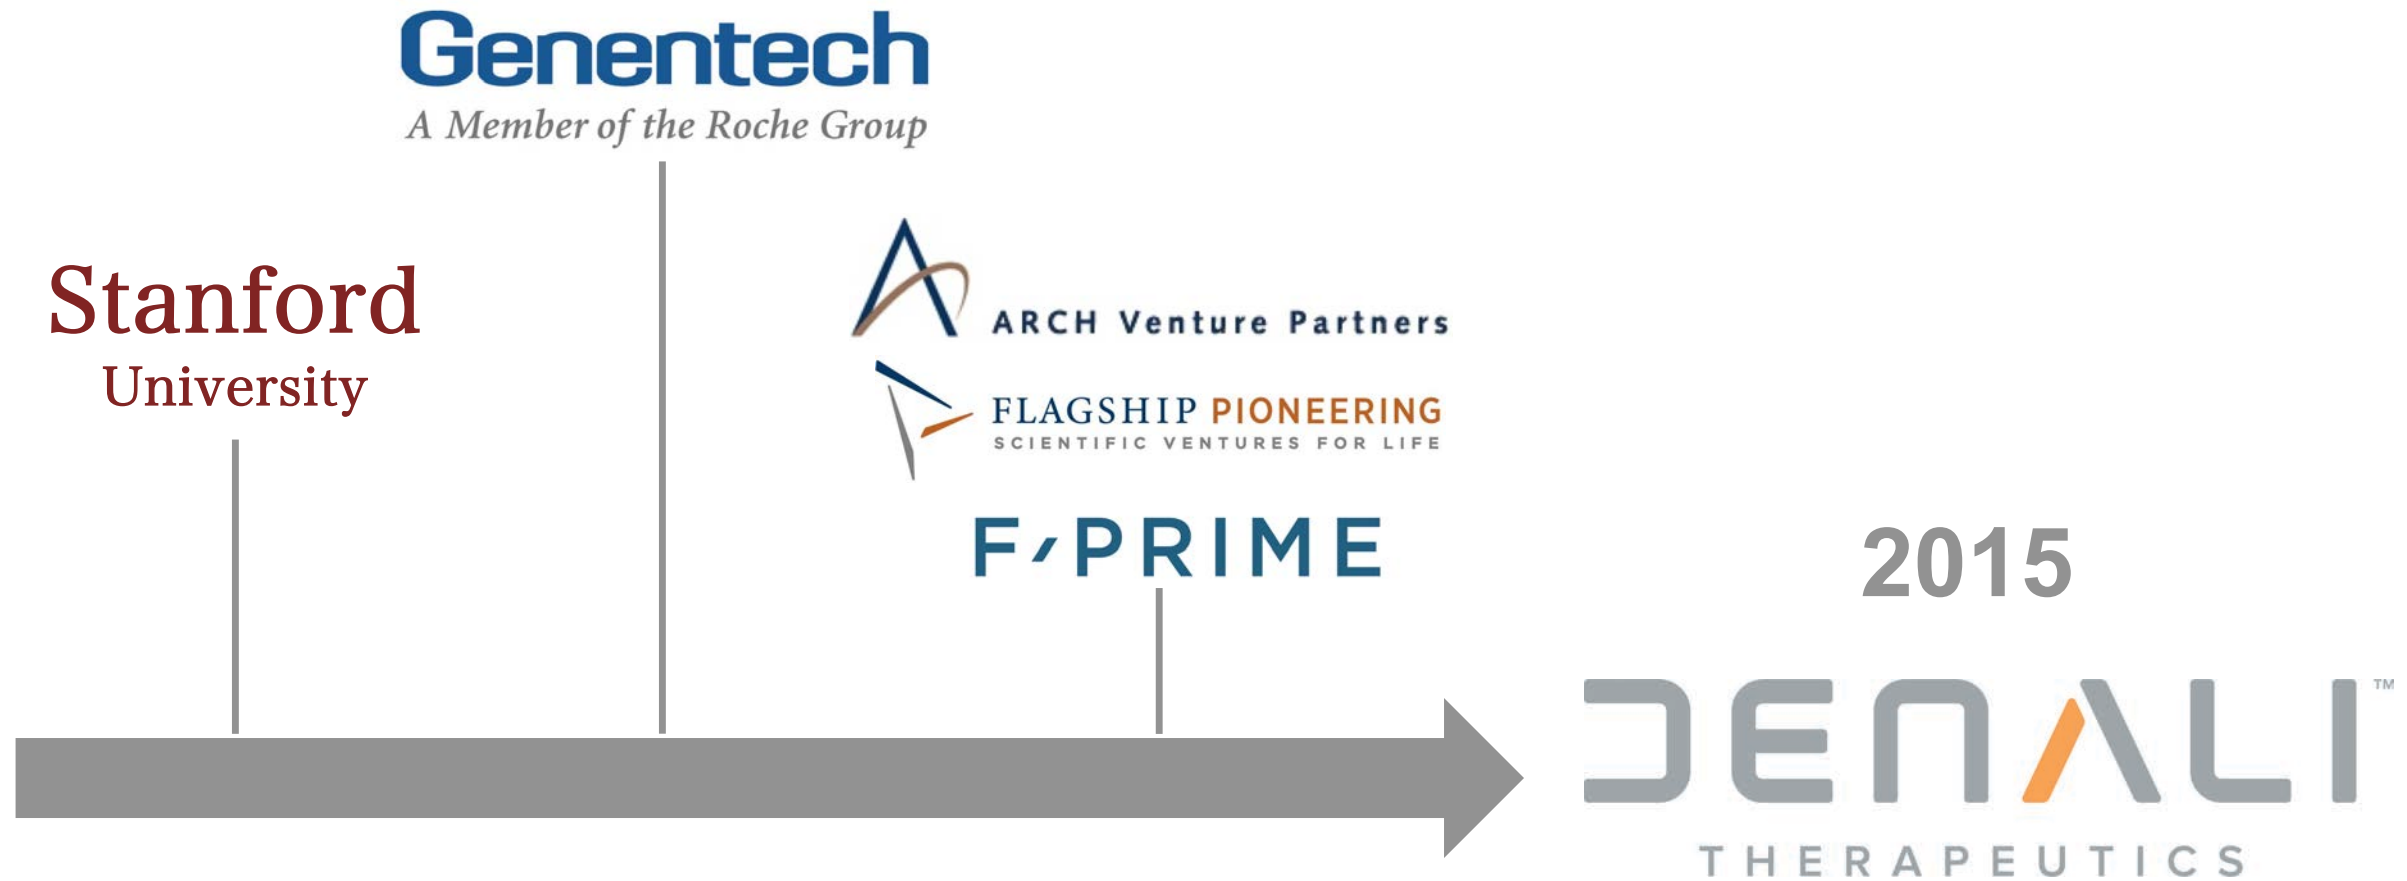 Genentech
A Member of the Roche Group
Stanford
University
ARCH Venture Partners
FLAGSHIP PIONEERING
SCIENTIFIC VENTURES FOR LIFE
F-PRIME
2015
DENALI™
THERAPEUTICS